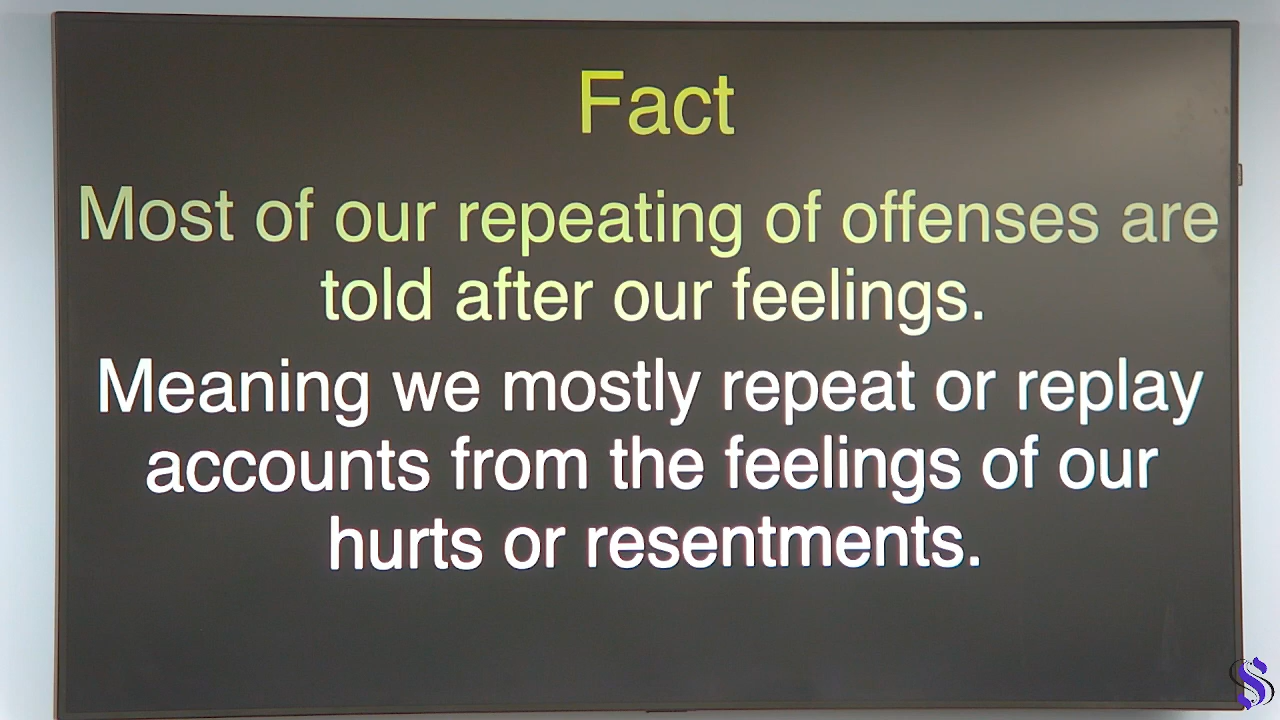 Fact
Most of our repeating of offenses are
told after our feelings.
Meaning we mostly repeat or replay
accounts from the feelings of our
hurts or resentments.